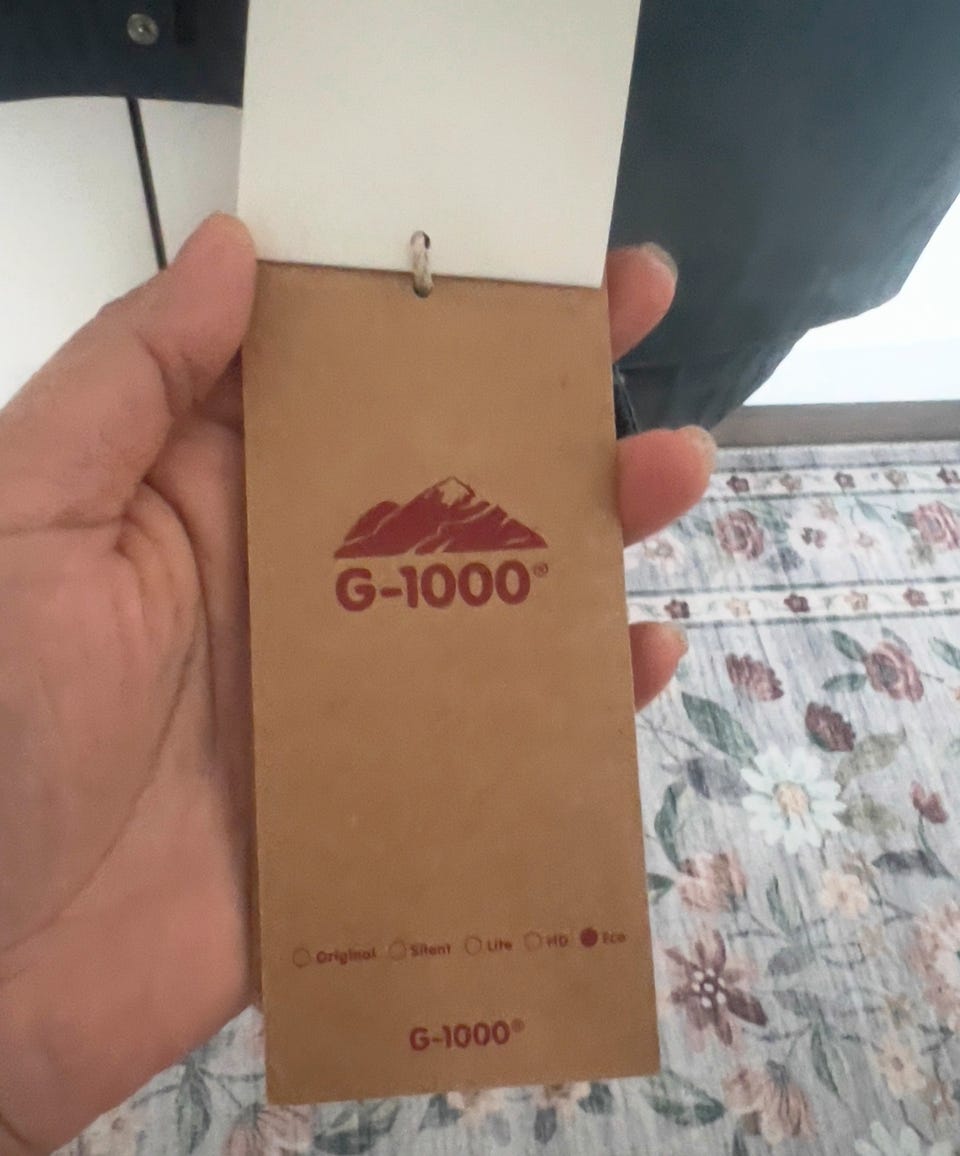 G-1000®
Original Silent Lite HD Eco
G-1000®